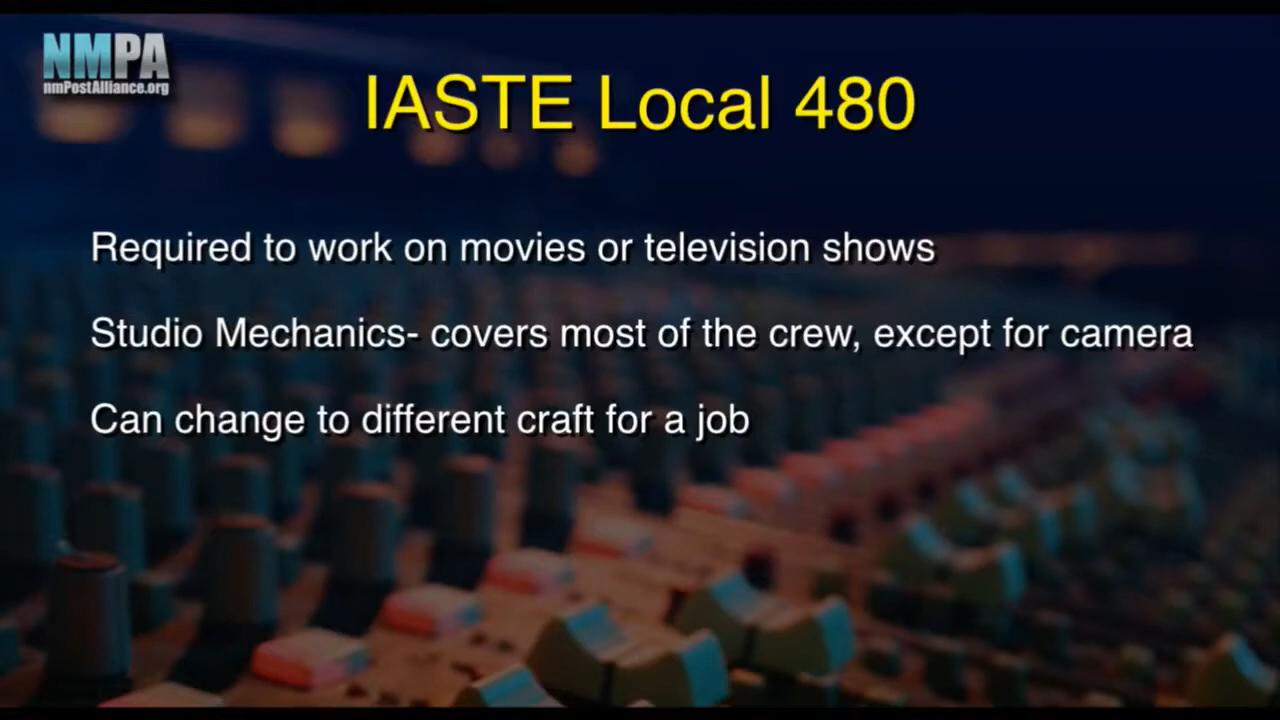 NMPA
nmPostAlliance.org
IASTE Local 480
Required to work on movies or television shows
Studio Mechanics- covers most of the crew, except for camera
Can change to different craft for a job